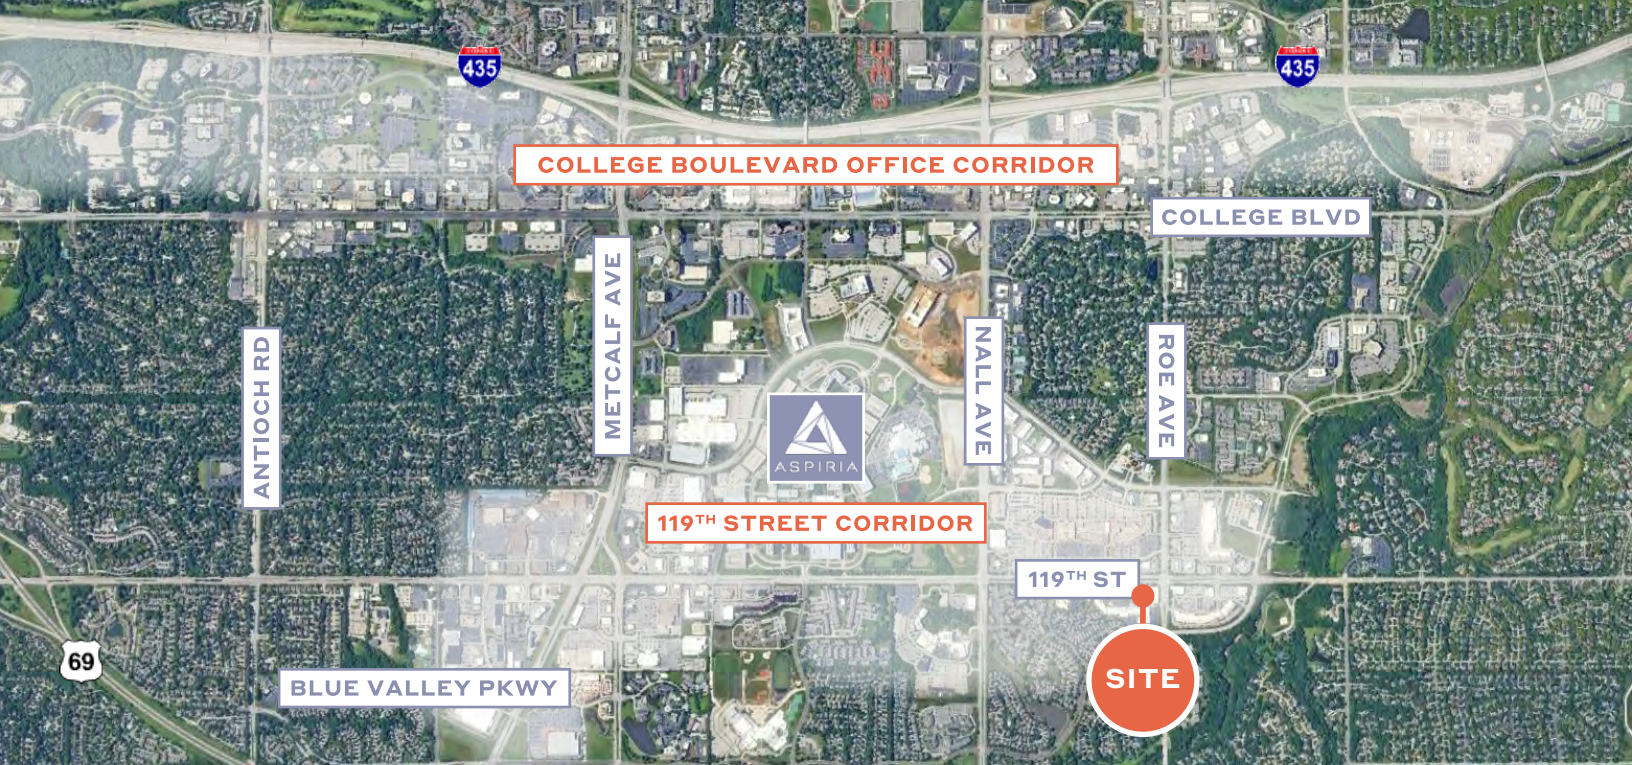 435
435
COLLEGE BOULEVARD OFFICE CORRIDOR
COLLEGE BLVD
METCALF AVE
NALL AVE
ROE AVE
ANTIOCH RD
ASPIRIA
119TH STREET CORRIDOR
119TH ST
69
BLUE VALLEY PKWY
SITE